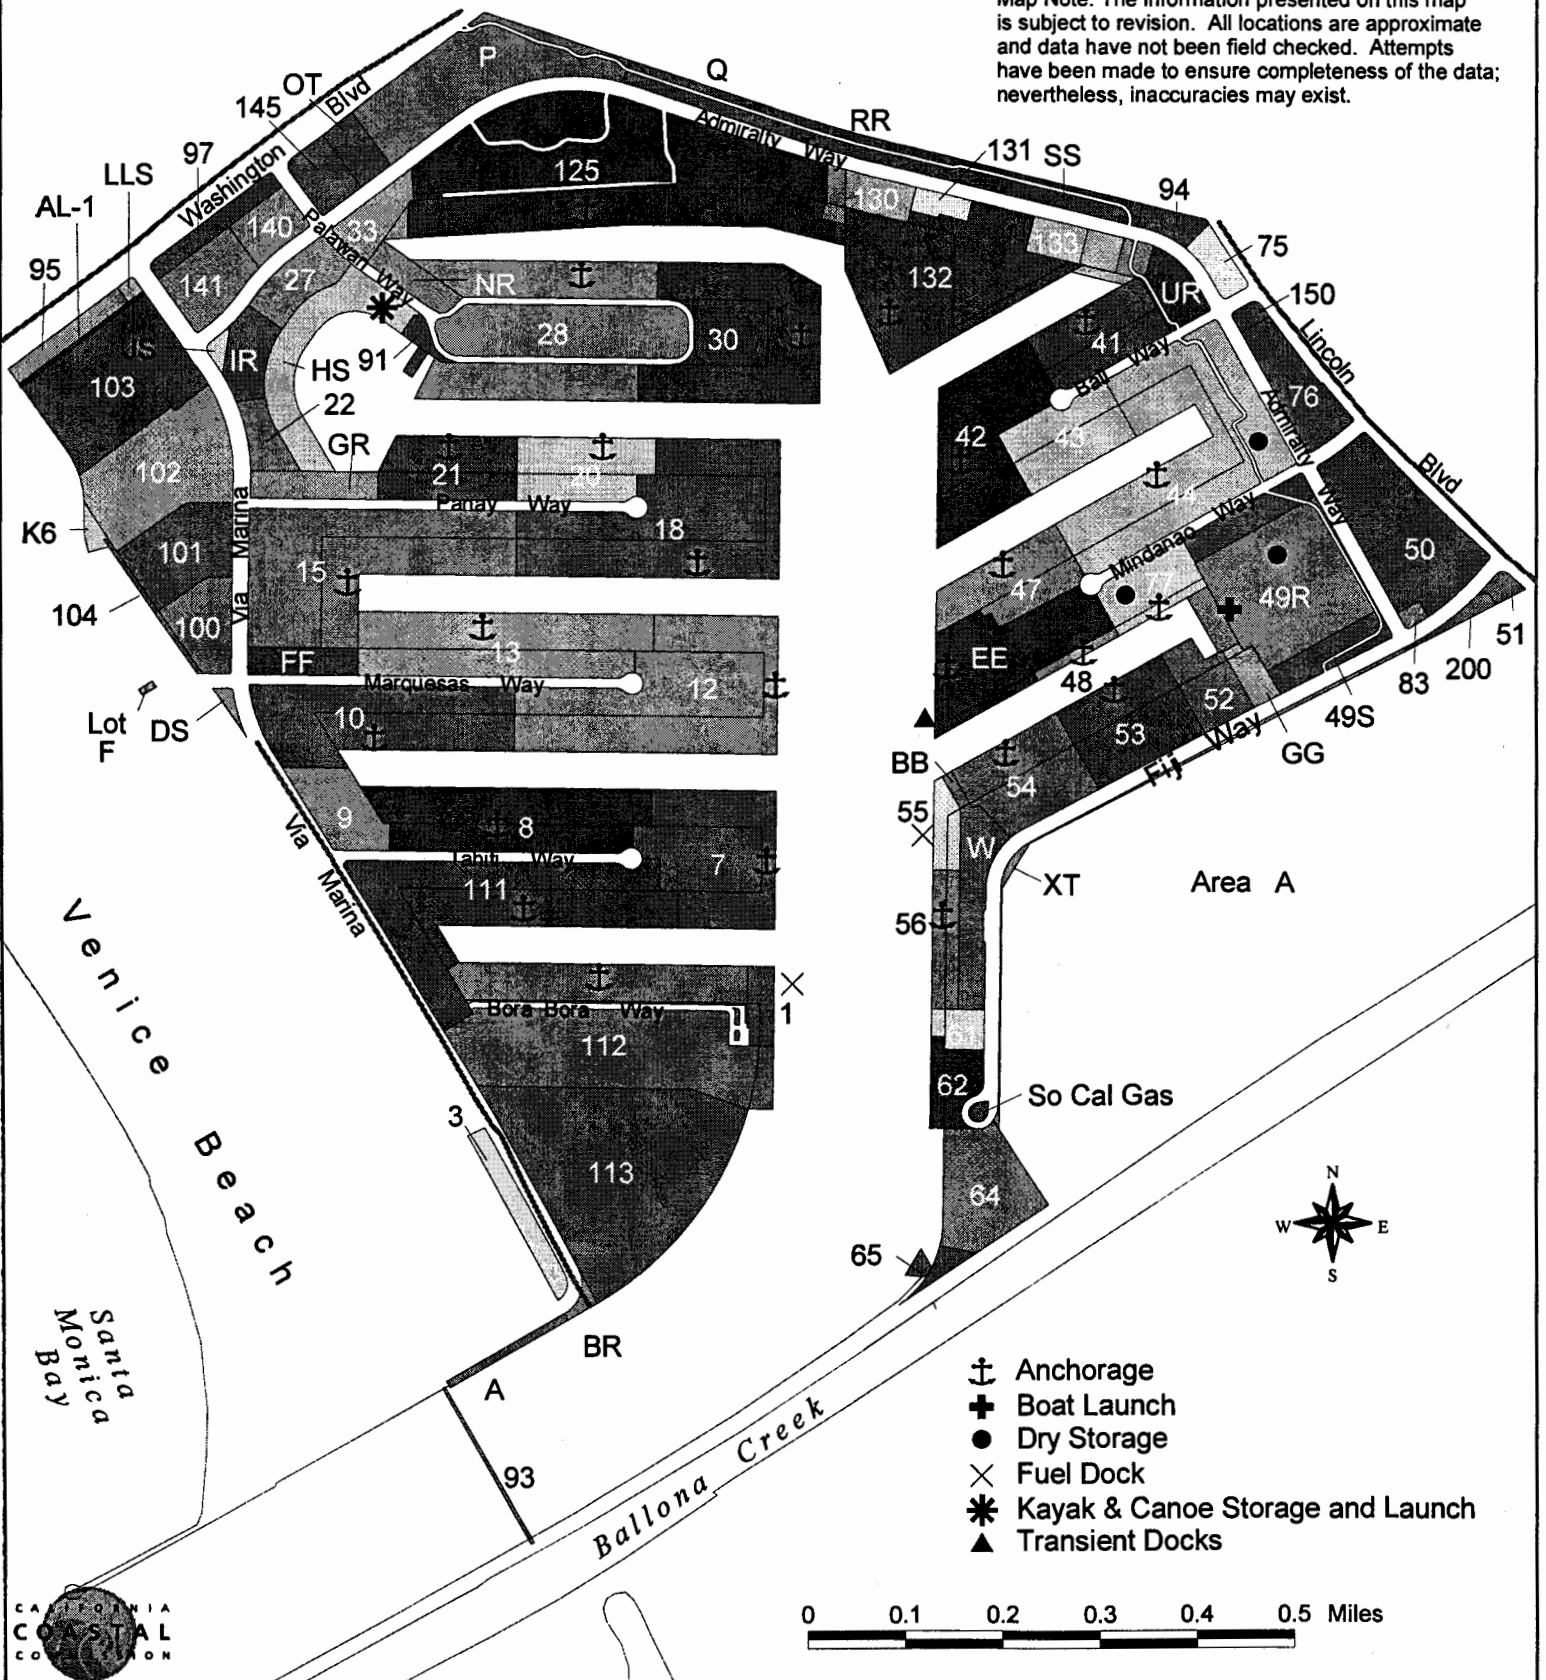 Map Note: The information presented on this map
is subject to revision. All locations are approximate
and data have not been field checked. Attempts
have been made to ensure completeness of the data;
nevertheless, inaccuracies may exist.
P
Q
OT
Washington Blvd
145
RR
Admiralty Way
97
131
SS
LLS
125
94
AL-1
130
140
33
133
75
95
Palawan Way
141
27
NR
132
UR
150
28
30
41
Lincoln Blvd
JS
IR
HS
91
Bali Way
103
22
76
Admiralty Way
42
43
GR
102
21
20
44
Panay Way
K6
18
Mindanao Way
101
Via Marina
15
50
47
77
49R
104
100
13
51
FF
EE
200
Marquesas Way
12
48
83
52
Lot
F
DS
10
49S
53
Fiji Way
GG
BB
54
9
55
8
W
Via Marina
Tahiti Way
7
111
XT
Area A
56
Venice Beach
Bora Bora Way
1
112
61
62
So Cal Gas
3
113
64
N
W
E
S
65
BR
Santa
Monica
Bay
A
93
Ballona Creek
Anchorage
Boat Launch
Dry Storage
Fuel Dock
Kayak & Canoe Storage and Launch
Transient Docks
CALIFORNIA
COASTAL
COMMISSION
0 0.1 0.2 0.3 0.4 0.5 Miles